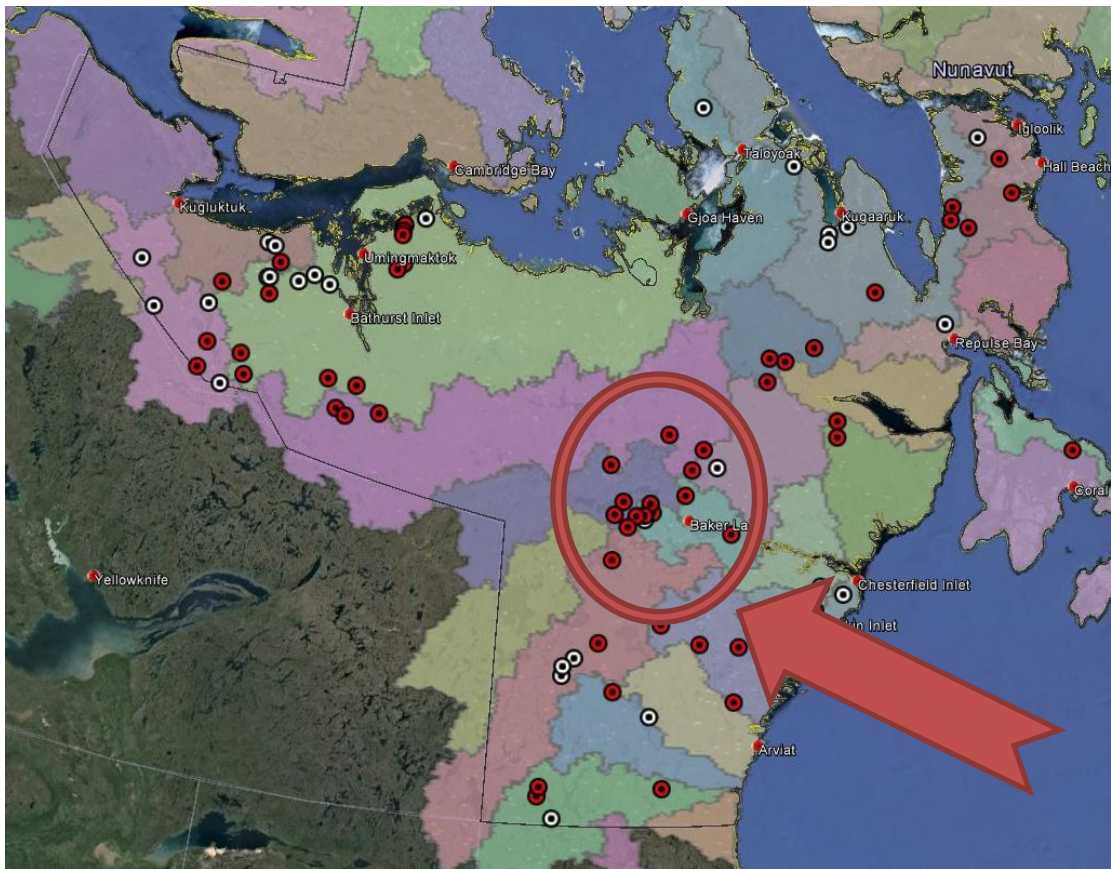 Nunavut
Igloolik
Taloyoak
Hall Beach
Cambridge Bay
Kugluktuk
Gjoa Haven
Kugaaruk
Umingmaktok
Bathurst Inlet
Repulse Bay
Coral
Baker La
Yellowknife
Chesterfield Inlet
Inlet
Arviat